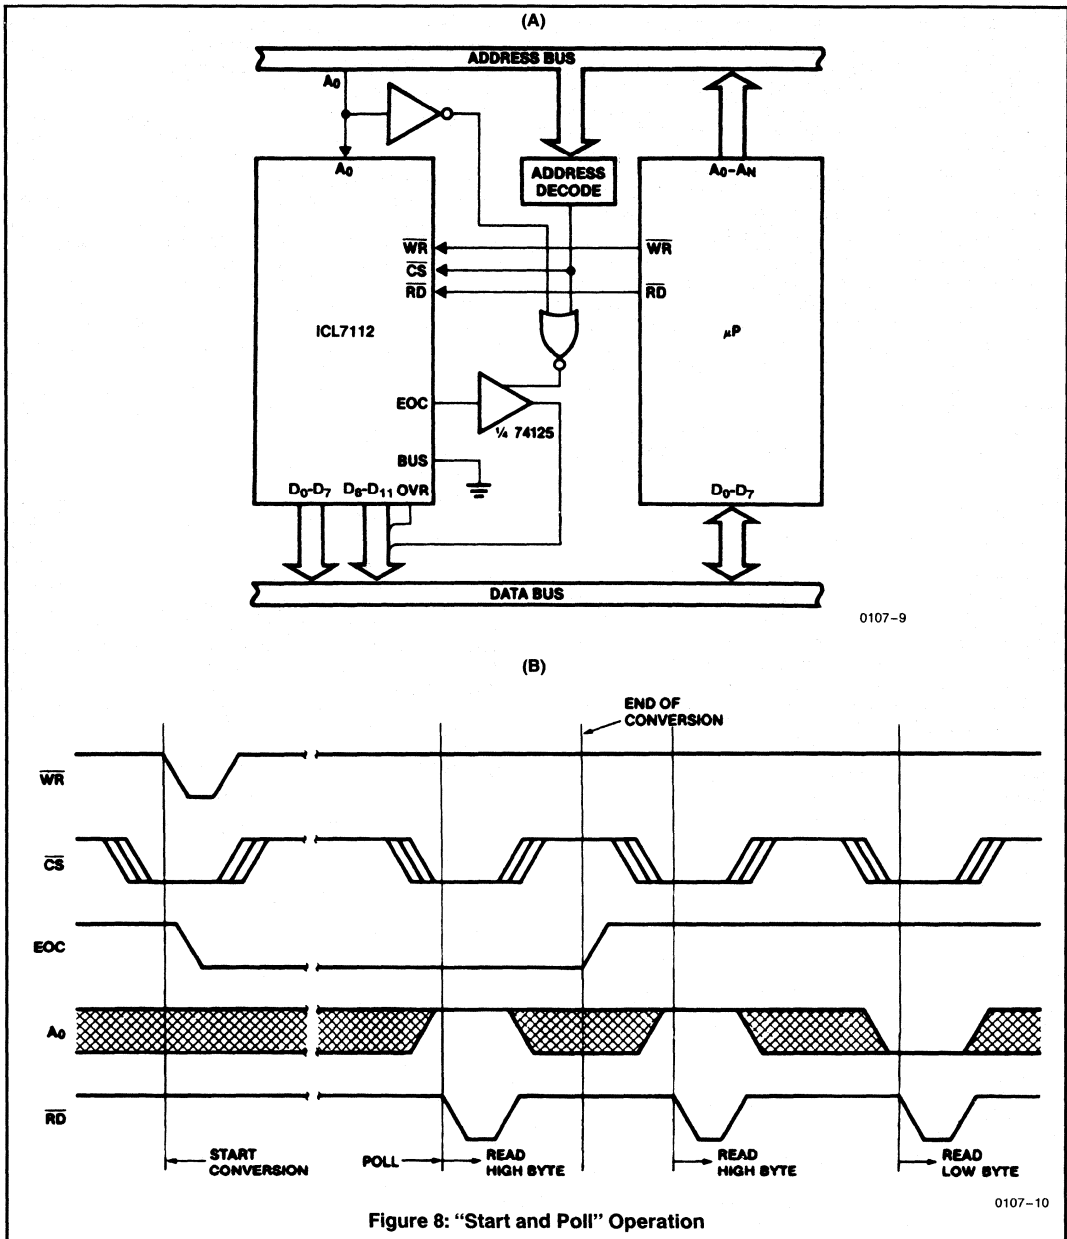 (A)
ADDRESS BUS
A0
A0
ADDRESS
DECODE
A0-AN
WR
CS
RD
WR
RD
ICL7112
μP
EOC
1/4 74125
BUS
D0-D7 D8-D11 OVR
D0-D7
DATA BUS
0107-9
(B)
END OF
CONVERSION
WR
CS
EOC
A0
RD
START
CONVERSION
POLL
READ
HIGH BYTE
READ
HIGH BYTE
READ
LOW BYTE
0107-10
Figure 8: "Start and Poll" Operation